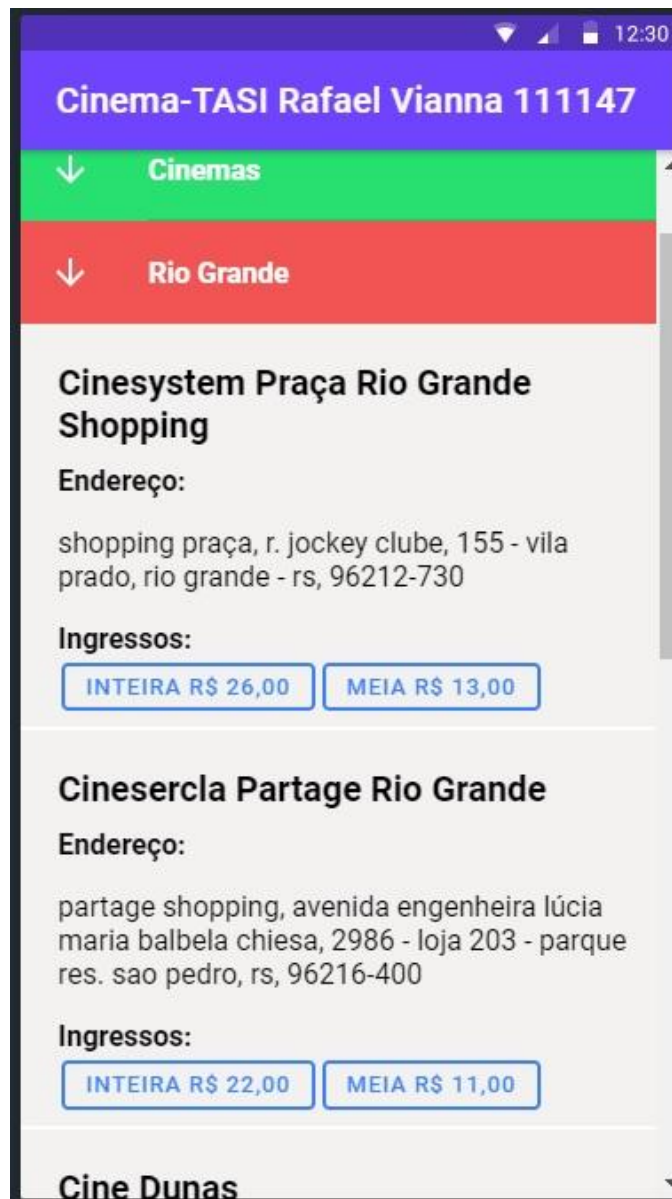 12:30
Cinema-TASI Rafael Vianna 111147
Cinemas
Rio Grande
Cinesystem Praça Rio Grande
Shopping
Endereço:
shopping praça, r. jockey clube, 155 - vila
prado, rio grande - rs, 96212-730
Ingressos:
INTEIRA R$ 26,00 MEIA R$ 13,00
Cinesercla Partage Rio Grande
Endereço:
partage shopping, avenida engenheira lúcia
maria balbela chiesa, 2986 - loja 203 - parque
res. sao pedro, rs, 96216-400
Ingressos:
INTEIRA R$ 22,00 MEIA R$ 11,00
Cine Dunas